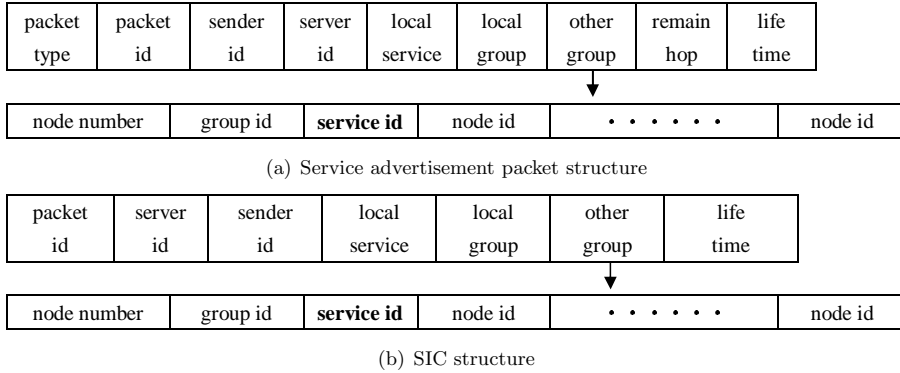 packet packet sender server local local other remain life
type id id id service group group hop time
node number group id service id node id · · · · · · node id
(a) Service advertisement packet structure
packet server sender local local other life
id id id service group group time
node number group id service id node id · · · · · · node id
(b) SIC structure